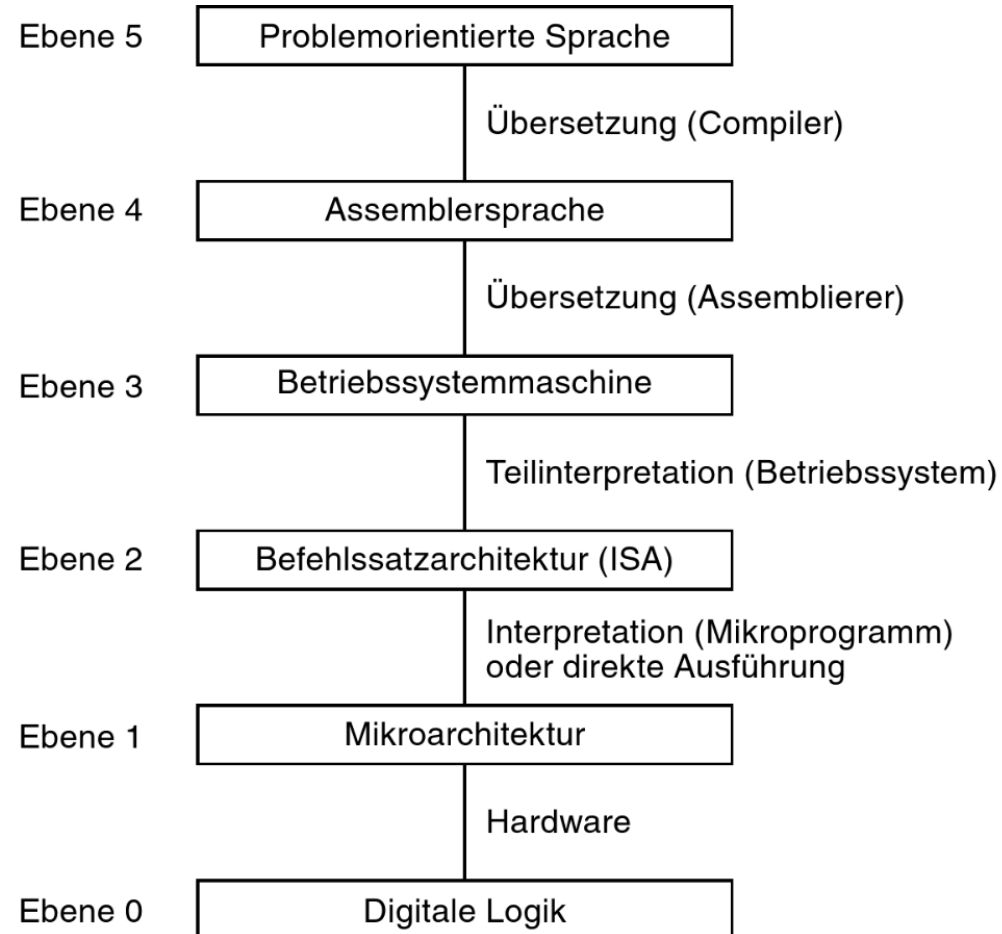 Ebene 5 Problemorientierte Sprache
Übersetzung (Compiler)
Ebene 4 Assemblersprache
Übersetzung (Assemblierer)
Ebene 3 Betriebssystemmaschine
Teilinterpretation (Betriebssystem)
Ebene 2 Befehlssatzarchitektur (ISA)
Interpretation (Mikroprogramm)
oder direkte Ausführung
Ebene 1 Mikroarchitektur
Hardware
Ebene 0 Digitale Logik